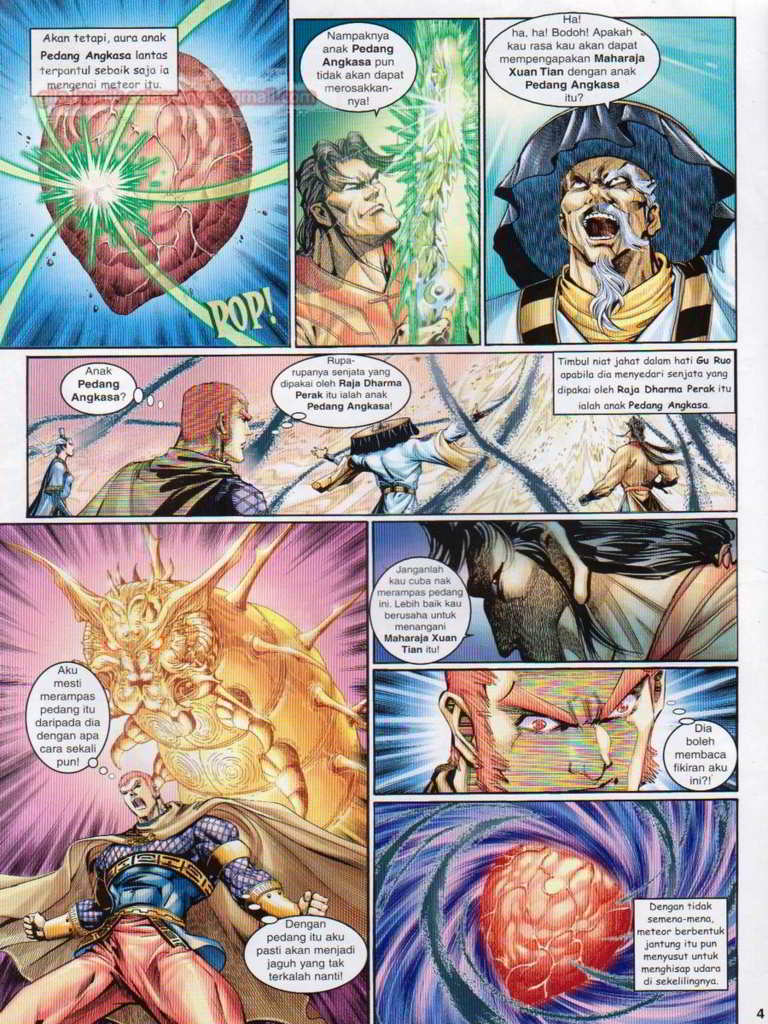 Akan tetapi, aura anak
Pedang Angkasa lantas
terpantul sebaik saja ia
mengenai meteor itu.
POP!
Nampaknya
anak Pedang
Angkasa pun
tidak akan dapat
merosakkan-
nya!
Ha!
ha, ha! Bodoh! Apakah
kau rasa kau akan dapat
mempengapakan Maharaja
Xuan Tian dengan anak
Pedang Angkasa
itu?
Anak
Pedang
Angkasa?
Rupa-
rupanya senjata yang
dipakai oleh Raja Dharma
Perak itu ialah anak
Pedang Angkasa!
Timbul niat jahat dalam hati Gu Ruo
apabila dia menyedari senjata yang
dipakai oleh Raja Dharma Perak itu
ialah anak Pedang Angkasa.
Aku
mesti
merampas
pedang itu
daripada dia
dengan apa
cara sekali
pun!
Dengan
pedang itu aku
pasti akan menjadi
jaguh yang tak
terkalah nanti!
Janganlah
kau cuba nak
merampas pedang
ini. Lebih baik kau
berusaha untuk
menangani
Maharaja Xuan
Tian itu!
Dia
boleh
membaca
fikiran aku
ini?!
Dengan tidak
semena-mena,
meteor berbentuk
jantung itu pun
menyusut untuk
menghisap udara
di sekelilingnya.
4